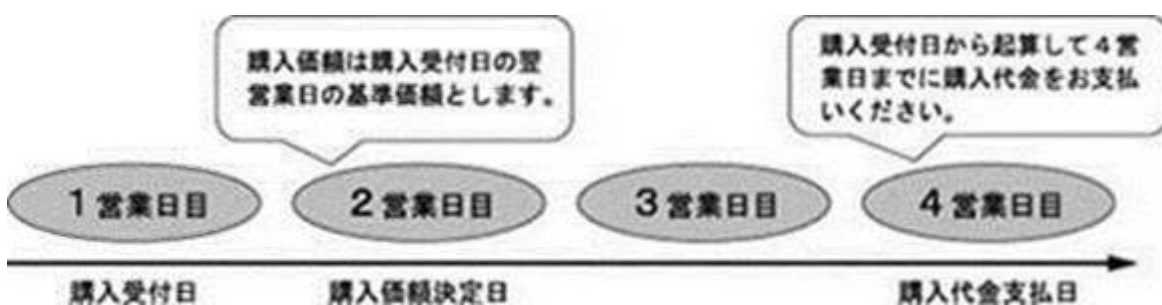 購入価額は購入受付日の翌
営業日の基準価額とします。
購入受付日から起算して4営
業日までに購入代金をお支払
いください。
1営業日目
2営業日目
3営業日目
4営業日目
購入受付日
購入価額決定日
購入代金支払日